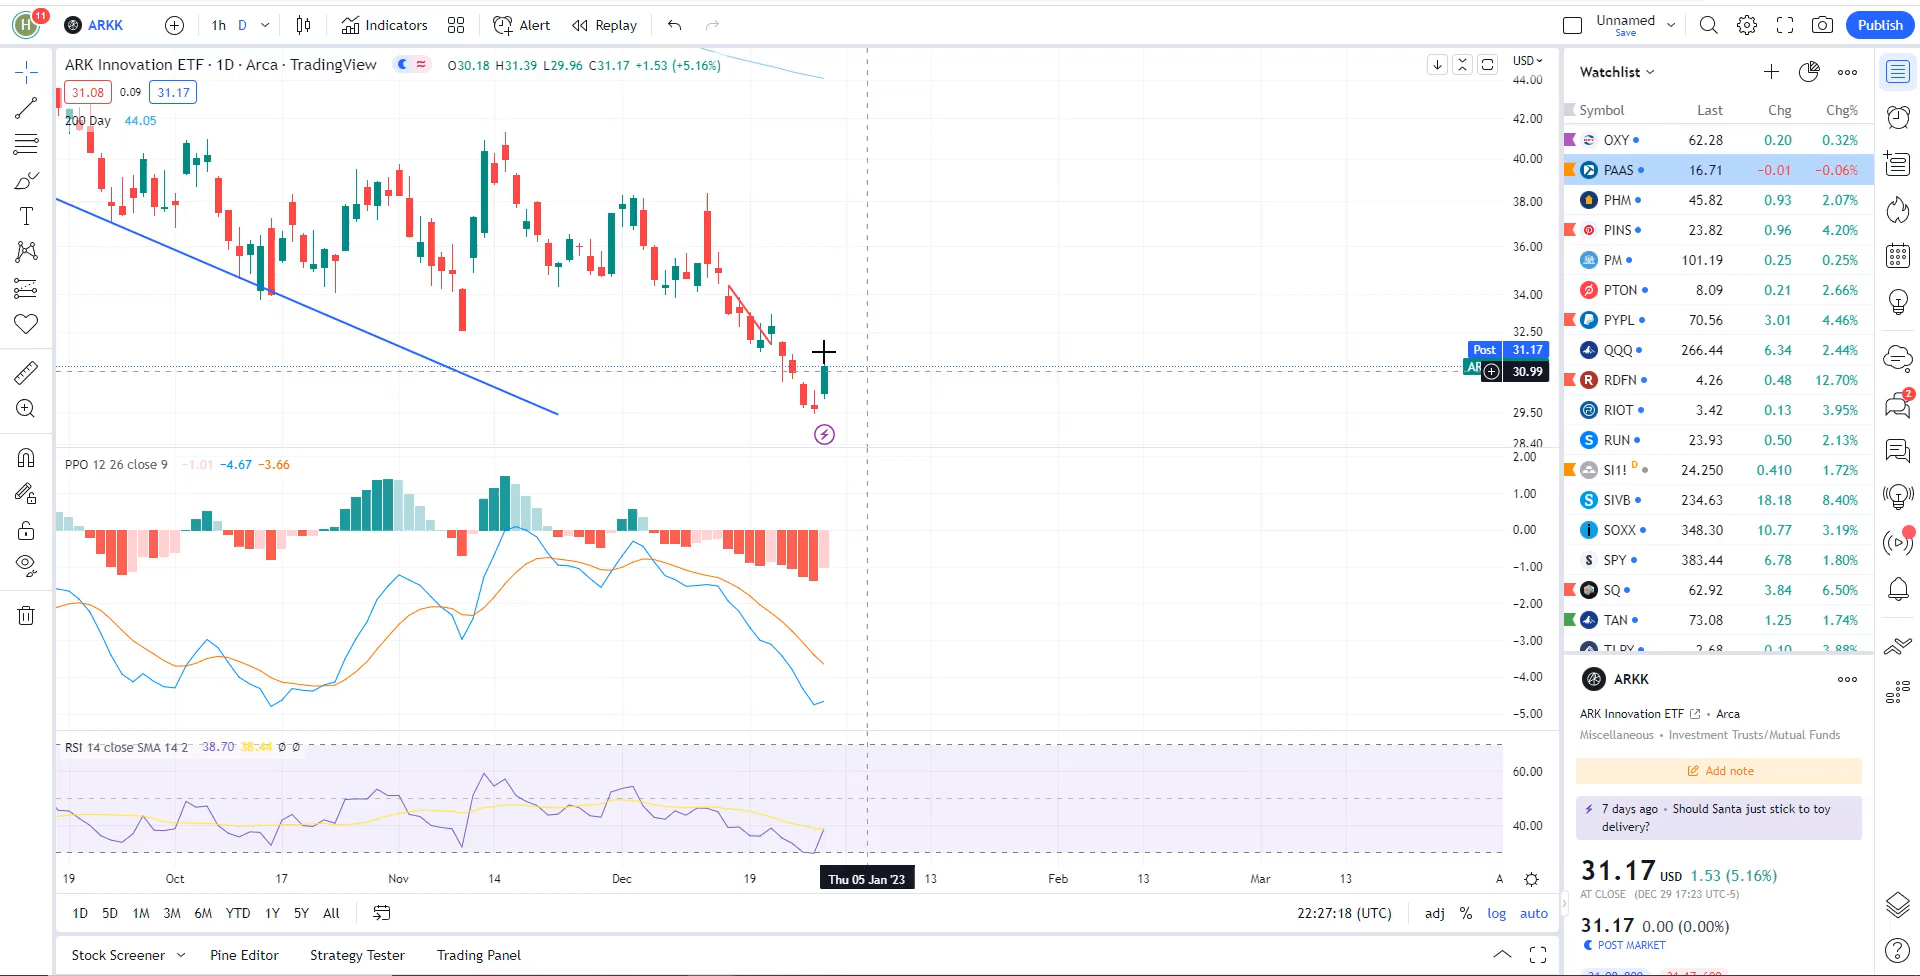 H 11 ARKK 1h D Indicators Alert Replay Unnamed Save Publish
ARK Innovation ETF · 1D · Arca · TradingView O30.18 H31.39 L29.96 C31.17 +1.53 (+5.16%)
31.08 0.09 31.17
200 Day 44.05
USD
44.00
42.00
40.00
38.00
36.00
34.00
32.50
Post 31.17
30.99
29.50
28.40
PPO 12 26 close 9 −1.01 −4.67 −3.66
2.00
1.00
0.00
−1.00
−2.00
−3.00
−4.00
−5.00
RSI 14 close SMA 14 2 38.70 38.44 Ø Ø
60.00
40.00
19 Oct 17 Nov 14 Dec 19 Thu 05 Jan '23 13 Feb 13 Mar 13 A
1D 5D 1M 3M 6M YTD 1Y 5Y All 22:27:18 (UTC) adj % log auto
Stock Screener Pine Editor Strategy Tester Trading Panel
Watchlist
Symbol Last Chg Chg%
OXY 62.28 0.20 0.32%
PAAS 16.71 −0.01 −0.06%
PHM 45.82 0.93 2.07%
PINS 23.82 0.96 4.20%
PM 101.19 0.25 0.25%
PTON 8.09 0.21 2.66%
PYPL 70.56 3.01 4.46%
QQQ 266.44 6.34 2.44%
RDFN 4.26 0.48 12.70%
RIOT 3.42 0.13 3.95%
RUN 23.93 0.50 2.13%
SI1! D 24.250 0.410 1.72%
SIVB 234.63 18.18 8.40%
SOXX 348.30 10.77 3.19%
SPY 383.44 6.78 1.80%
SQ 62.92 3.84 6.50%
TAN 73.08 1.25 1.74%
ARKK
ARK Innovation ETF • Arca
Miscellaneous • Investment Trusts/Mutual Funds
Add note
7 days ago • Should Santa just stick to toy
delivery?
31.17 USD 1.53 (5.16%)
AT CLOSE (DEC 29 17:23 UTC-5)
31.17 0.00 (0.00%)
POST MARKET
2